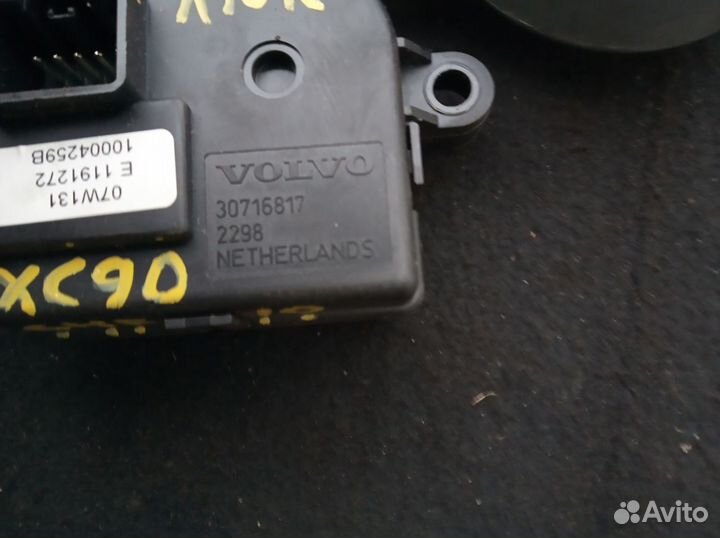 VOLVO
30716817
2298
NETHERLANDS
07W131
E 1191272
10004259B
XC90
Avito